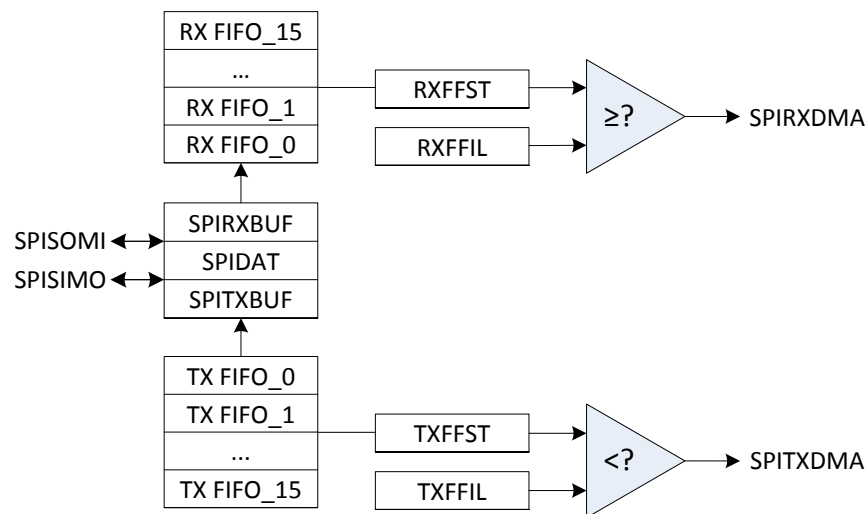 RX FIFO_15
...
RX FIFO_1
RX FIFO_0
RXFFST
RXFFIL
≥?
SPIRXDMA
SPISOMI
SPISIMO
SPIRXBUF
SPIDAT
SPITXBUF
TX FIFO_0
TX FIFO_1
...
TX FIFO_15
TXFFST
TXFFIL
<?
SPITXDMA